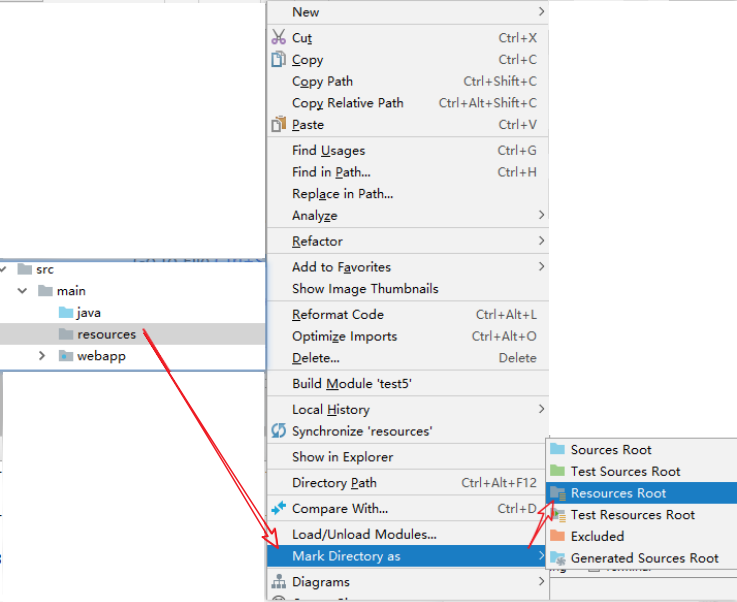 New
Cut Ctrl+X
Copy Ctrl+C
Copy Path Ctrl+Shift+C
Copy Relative Path Ctrl+Alt+Shift+C
Paste Ctrl+V
Find Usages Ctrl+G
Find in Path... Ctrl+H
Replace in Path...
Analyze
Refactor
Add to Favorites
Show Image Thumbnails
Reformat Code Ctrl+Alt+L
Optimize Imports Ctrl+Alt+O
Delete... Delete
Build Module 'test5'
Local History
Synchronize 'resources'
Show in Explorer
Directory Path Ctrl+Alt+F12
Compare With... Ctrl+D
Load/Unload Modules...
Mark Directory as
Diagrams
src
main
java
resources
webapp
Sources Root
Test Sources Root
Resources Root
Test Resources Root
Excluded
Generated Sources Root